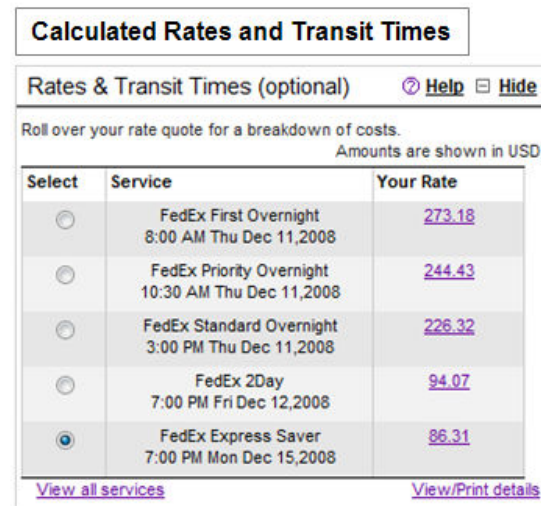 Calculated Rates and Transit Times
Rates & Transit Times (optional) Help Hide
Roll over your rate quote for a breakdown of costs.
Amounts are shown in USD
Select Service Your Rate
FedEx First Overnight
8:00 AM Thu Dec 11,2008 273.18
FedEx Priority Overnight
10:30 AM Thu Dec 11,2008 244.43
FedEx Standard Overnight
3:00 PM Thu Dec 11,2008 226.32
FedEx 2Day
7:00 PM Fri Dec 12,2008 94.07
FedEx Express Saver
7:00 PM Mon Dec 15,2008 86.31
View all services View/Print details